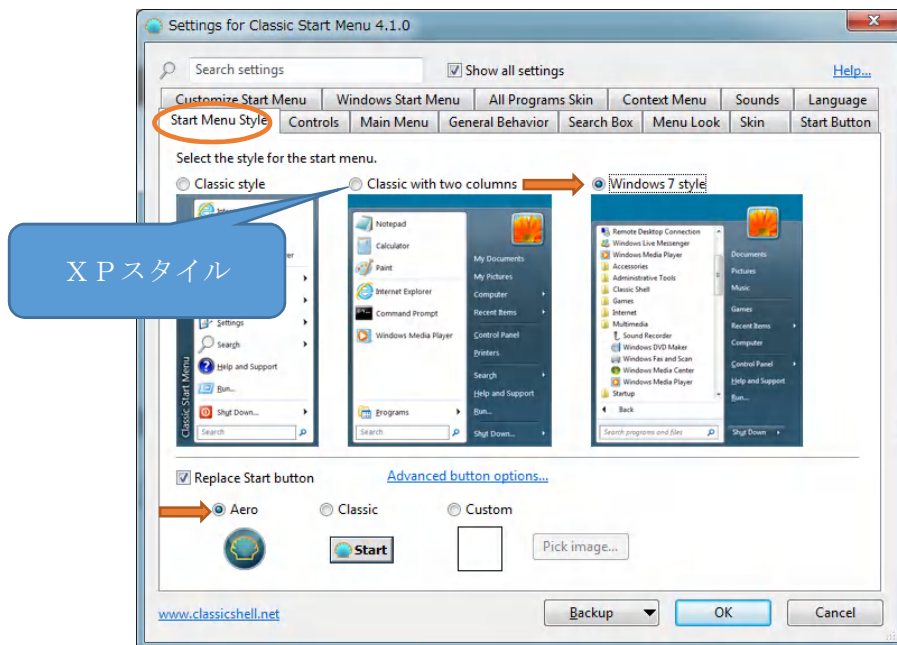 Settings for Classic Start Menu 4.1.0
Search settings
Show all settings
Help...
Customize Start Menu Windows Start Menu All Programs Skin Context Menu Sounds Language
Start Menu Style Controls Main Menu General Behavior Search Box Menu Look Skin Start Button
Select the style for the start menu.
Classic style
Classic with two columns
Windows 7 style
XPスタイル
Settings
Search
Help and Support
Run...
Shut Down...
Search
Classic Start Menu
Notepad
Calculator
Paint
Internet Explorer
Command Prompt
Windows Media Player
Programs
Search
My Documents
My Pictures
Computer
Recent Items
Control Panel
Printers
Search
Help and Support
Run...
Shut Down...
Remote Desktop Connection
Windows Live Messenger
Windows Media Player
Accessories
Administrative Tools
Classic Shell
Games
Internet
Multimedia
Sound Recorder
Windows DVD Maker
Windows Fax and Scan
Windows Media Center
Windows Media Player
Startup
Back
Search programs and files
Documents
Pictures
Music
Games
Recent Items
Computer
Control Panel
Help and Support
Run...
Shut Down
Replace Start button
Advanced button options...
Aero
Classic
Custom
Start
Pick image...
www.classicshell.net
Backup
OK
Cancel